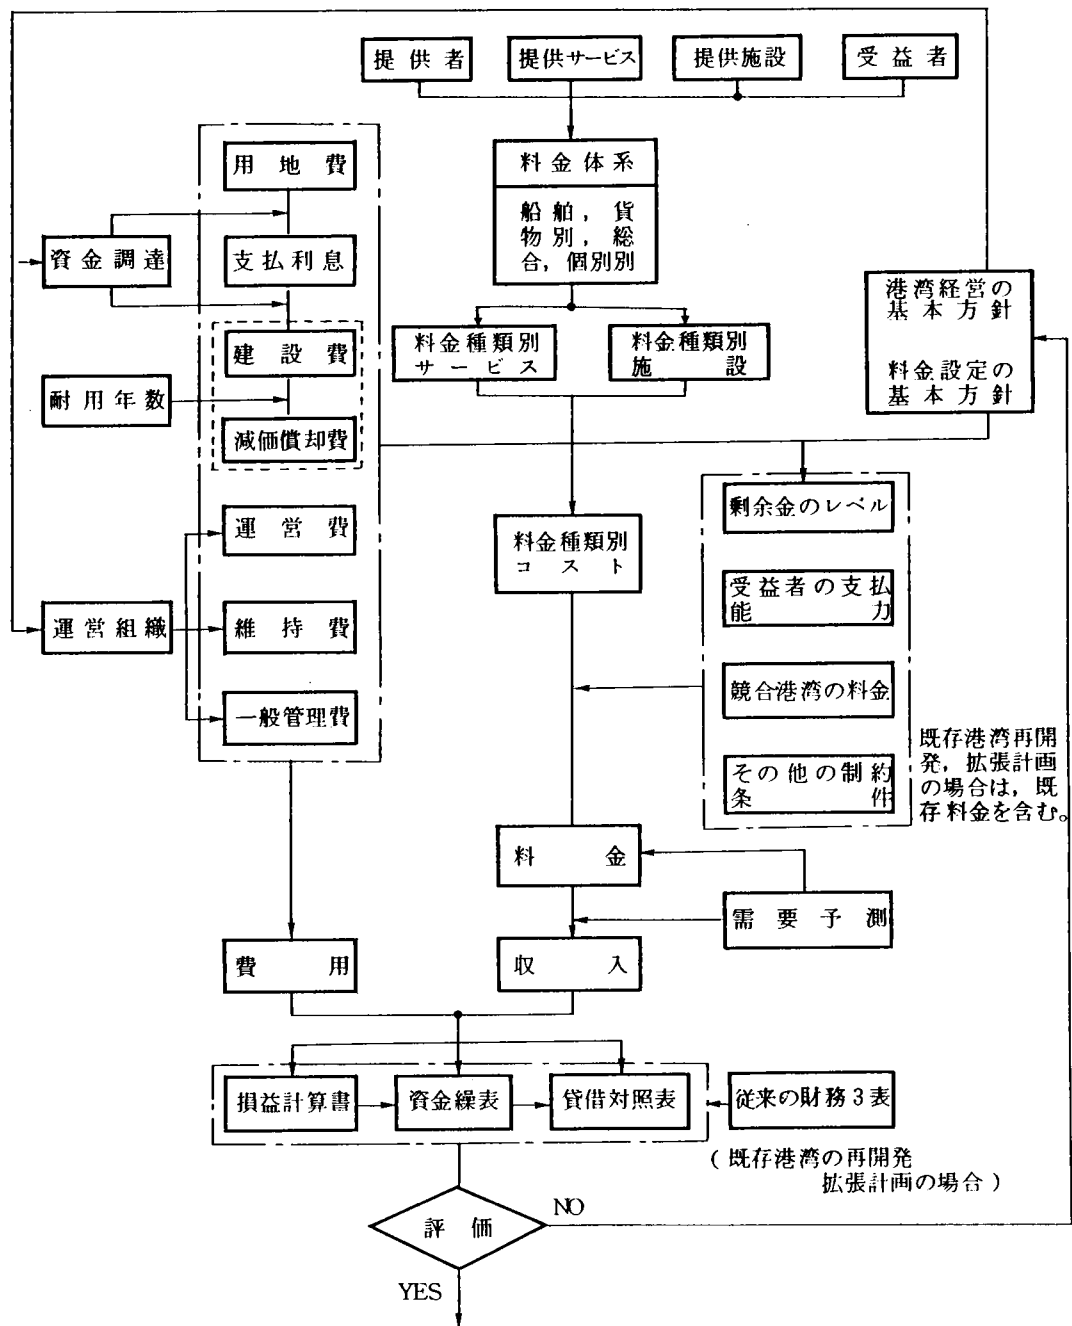 提供者
提供サービス
提供施設
受益者
用地費
料金体系
船舶，貨
物別，総
合，個別別
資金調達
支払利息
港湾経営の
基本方針
料金設定の
基本方針
建設費
料金種類別
サービス
料金種類別
施設
耐用年数
減価償却費
剰余金のレベル
運営費
料金種類別
コスト
受益者の支払
能力
運営組織
維持費
競合港湾の料金
一般管理費
既存港湾再開
発，拡張計画
の場合は，既
存料金を含む。
その他の制約
条件
料金
需要予測
費用
収入
損益計算書
資金繰表
貸借対照表
従来の財務3表
（既存港湾の再開発
拡張計画の場合）
評価
NO
YES